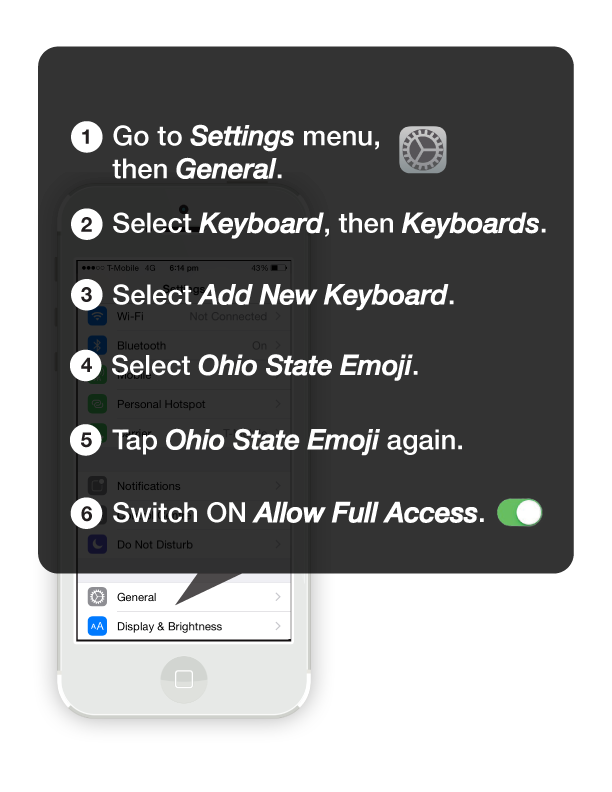 1 Go to Settings menu,
then General.
2 Select Keyboard, then Keyboards.
T-Mobile 4G 6:14 pm 43%
Settings
3 Select Add New Keyboard.
Wi-Fi Not Connected
Bluetooth On
4 Select Ohio State Emoji.
Mobile
Personal Hotspot
5 Tap Ohio State Emoji again.
Carrier
Notifications
6 Switch ON Allow Full Access.
Do Not Disturb
General
AA Display & Brightness